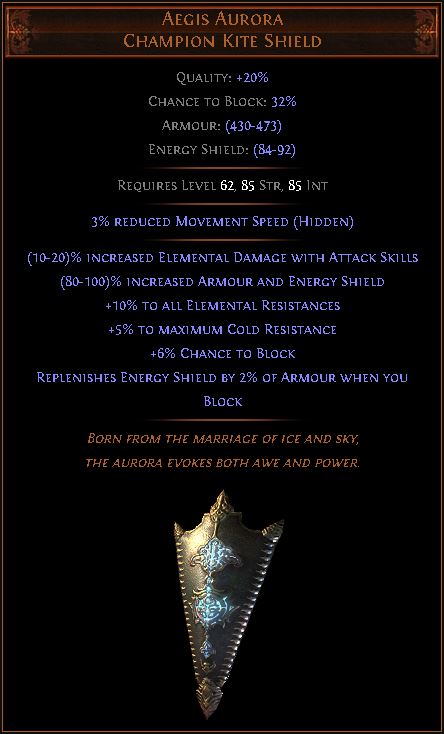 Aegis Aurora
Champion Kite Shield
Quality: +20%
Chance to Block: 32%
Armour: (430-473)
Energy Shield: (84-92)
Requires Level 62, 85 Str, 85 Int
3% reduced Movement Speed (Hidden)
(10-20)% increased Elemental Damage with Attack Skills
(80-100)% increased Armour and Energy Shield
+10% to all Elemental Resistances
+5% to maximum Cold Resistance
+6% Chance to Block
Replenishes Energy Shield by 2% of Armour when you
Block
Born from the marriage of ice and sky,
the aurora evokes both awe and power.